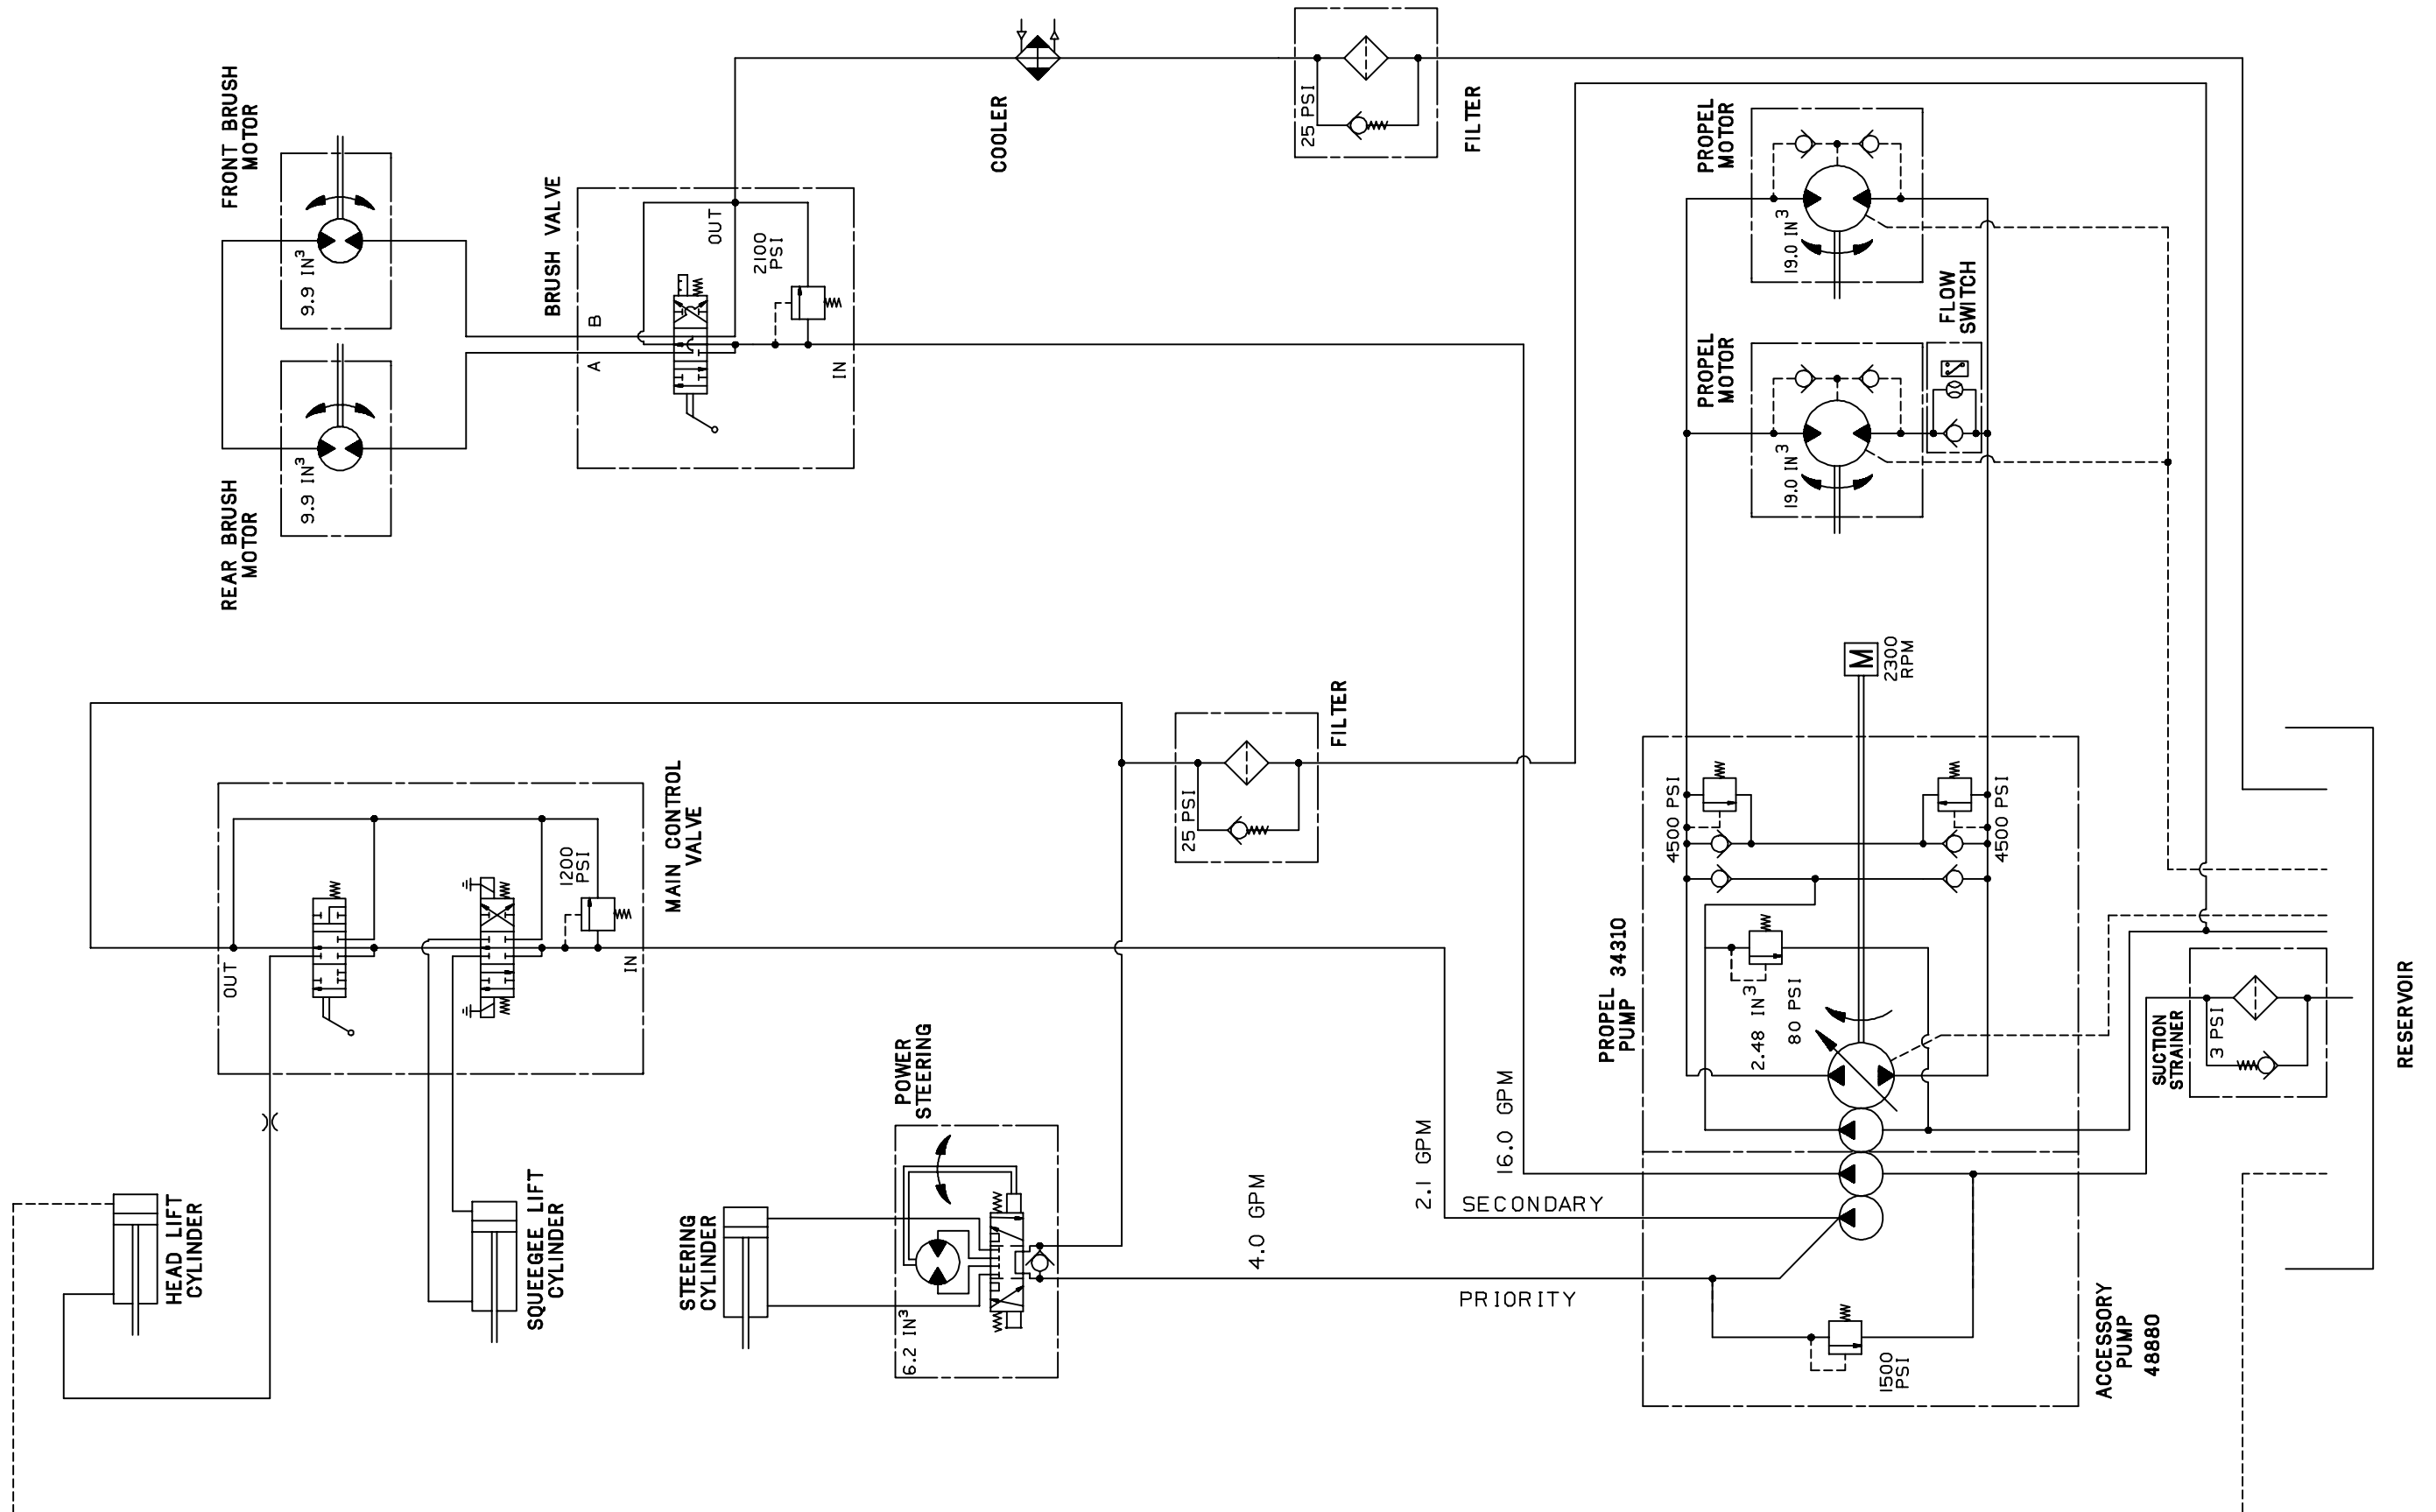 FRONT BRUSH
MOTOR
9.9 IN³
REAR BRUSH
MOTOR
9.9 IN³
BRUSH VALVE
OUT
2100
PSI
B
A
IN
COOLER
25 PSI
FILTER
PROPEL
MOTOR
19.0 IN³
FLOW
SWITCH
PROPEL
MOTOR
19.0 IN³
M
2300
RPM
FILTER
25 PSI
MAIN CONTROL
VALVE
1200
PSI
OUT
IN
4500 PSI
4500 PSI
PROPEL
PUMP
34310
2.48 IN³
80 PSI
POWER
STEERING
6.2 IN³
STEERING
CYLINDER
SQUEEGEE LIFT
CYLINDER
HEAD LIFT
CYLINDER
4.0 GPM
2.1 GPM
16.0 GPM
SECONDARY
PRIORITY
1500
PSI
ACCESSORY
PUMP
48880
SUCTION
STRAINER
3 PSI
RESERVOIR